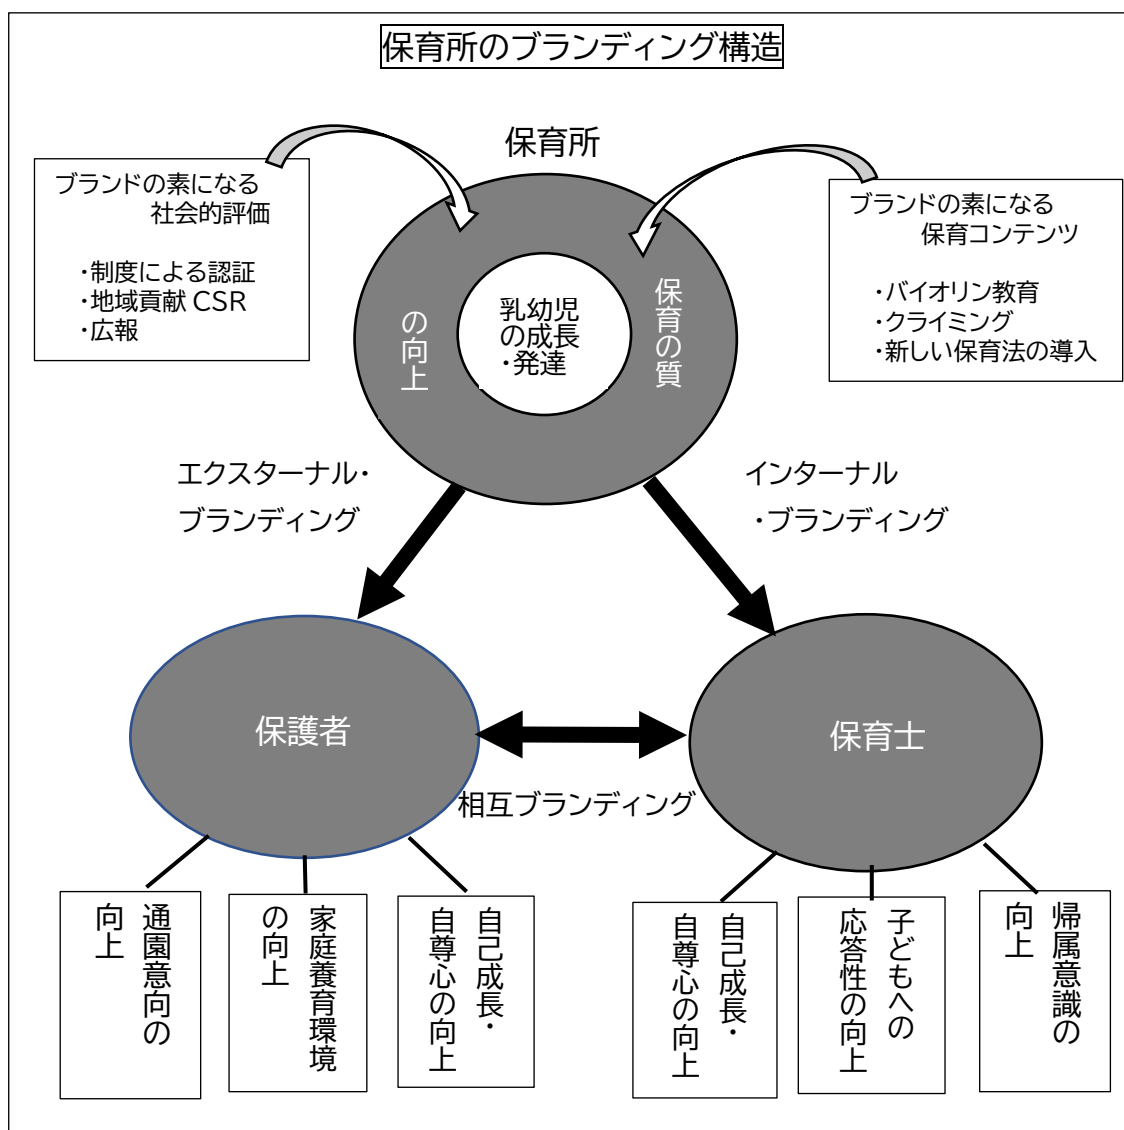 保育所のブランディング構造
保育所
ブランドの素になる
社会的評価
・制度による認証
・地域貢献 CSR
・広報
ブランドの素になる
保育コンテンツ
・バイオリン教育
・クライミング
・新しい保育法の導入
保育の質
の向上
乳幼児
の成長
・発達
エクスターナル・
ブランディング
インターナル
・ブランディング
保護者
保育士
相互ブランディング
通園意向の
向上
家庭養育環境
の向上
自己成長・
自尊心の向上
自己成長・
自尊心の向上
子どもへの
応答性の向上
帰属意識の
向上